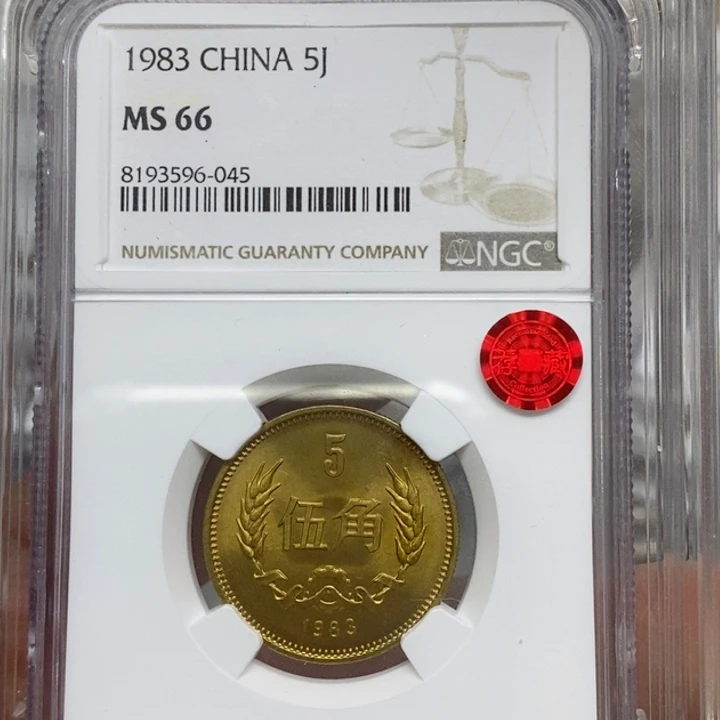 1983 CHINA 5J
MS 66
8193596-045
NUMISMATIC GUARANTY COMPANY
NGC®
5
伍角
1983